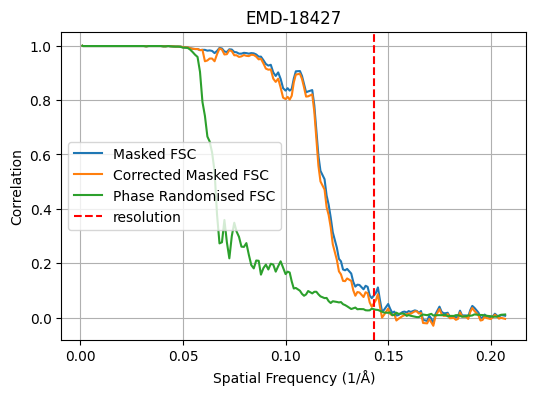 EMD-18427
1.0
0.8
0.6
0.4
0.2
0.0
Correlation
Masked FSC
Corrected Masked FSC
Phase Randomised FSC
resolution
0.00 0.05 0.10 0.15 0.20
Spatial Frequency (1/Å)